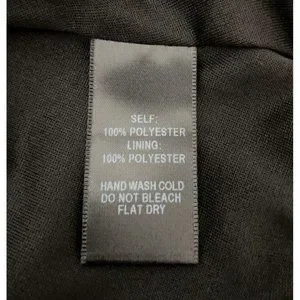 SELF:
100% POLYESTER
LINING:
100% POLYESTER
HAND WASH COLD
DO NOT BLEACH
FLAT DRY